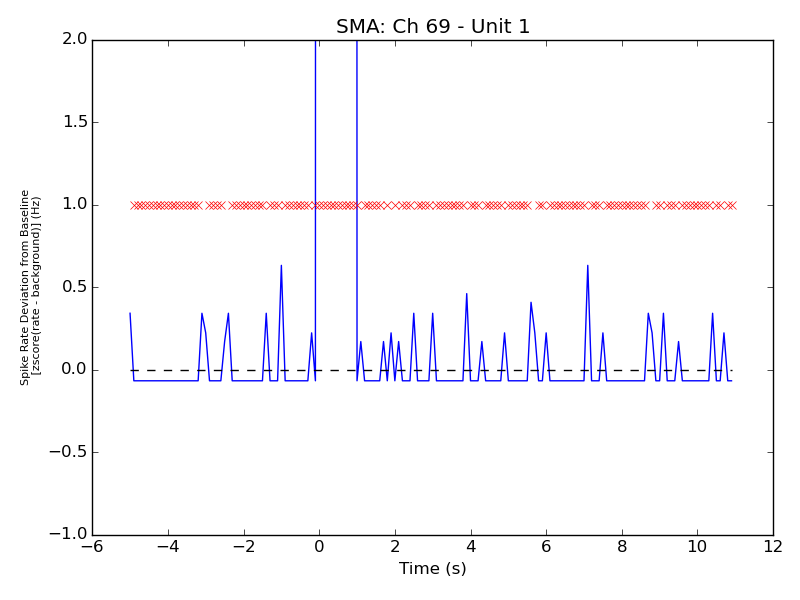 SMA: Ch 69 - Unit 1
2.0
1.5
1.0
0.5
0.0
−0.5
−1.0
Spike Rate Deviation from Baseline
[zscore(rate - background)] (Hz)
−6 −4 −2 0 2 4 6 8 10 12
Time (s)